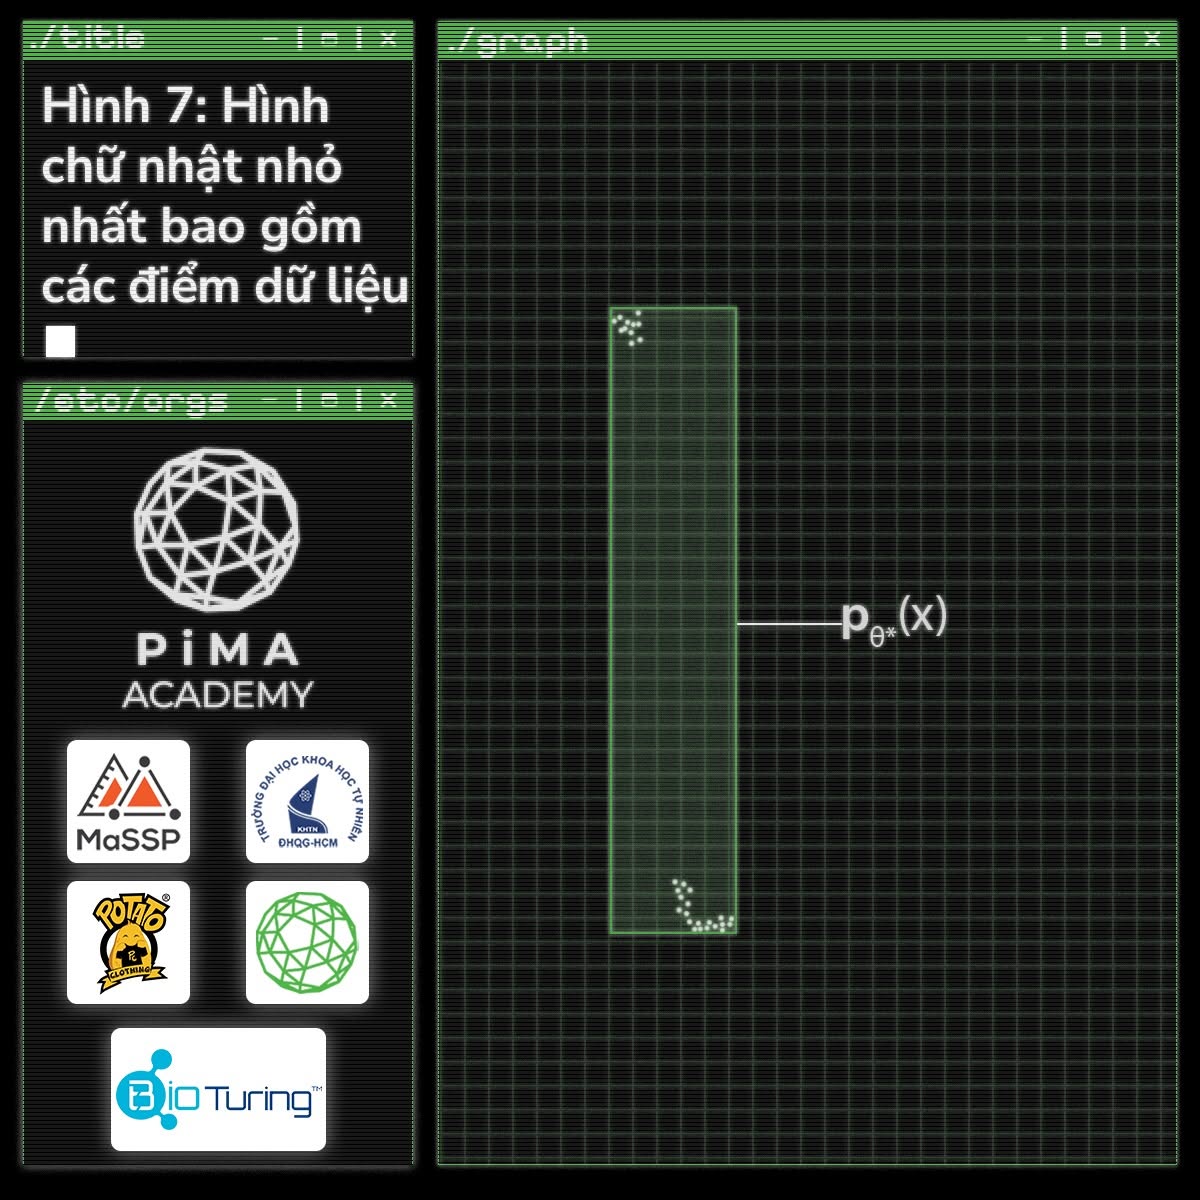 ./title
Hình 7: Hình
chữ nhật nhỏ
nhất bao gồm
các điểm dữ liệu
/etc/orgs
PiMA
ACADEMY
MaSSP
TRƯỜNG ĐẠI HỌC KHOA HỌC TỰ NHIÊN
KHTN
ĐHQG-HCM
POTATO®
CLOTHING
BioTuring™
./graph
pθ*(x)